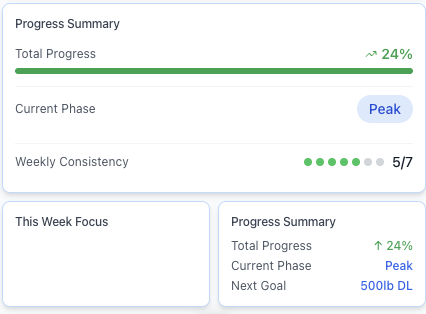 Progress Summary
Total Progress 24%
Current Phase Peak
Weekly Consistency 5/7
This Week Focus
Progress Summary
Total Progress ↑ 24%
Current Phase Peak
Next Goal 500lb DL